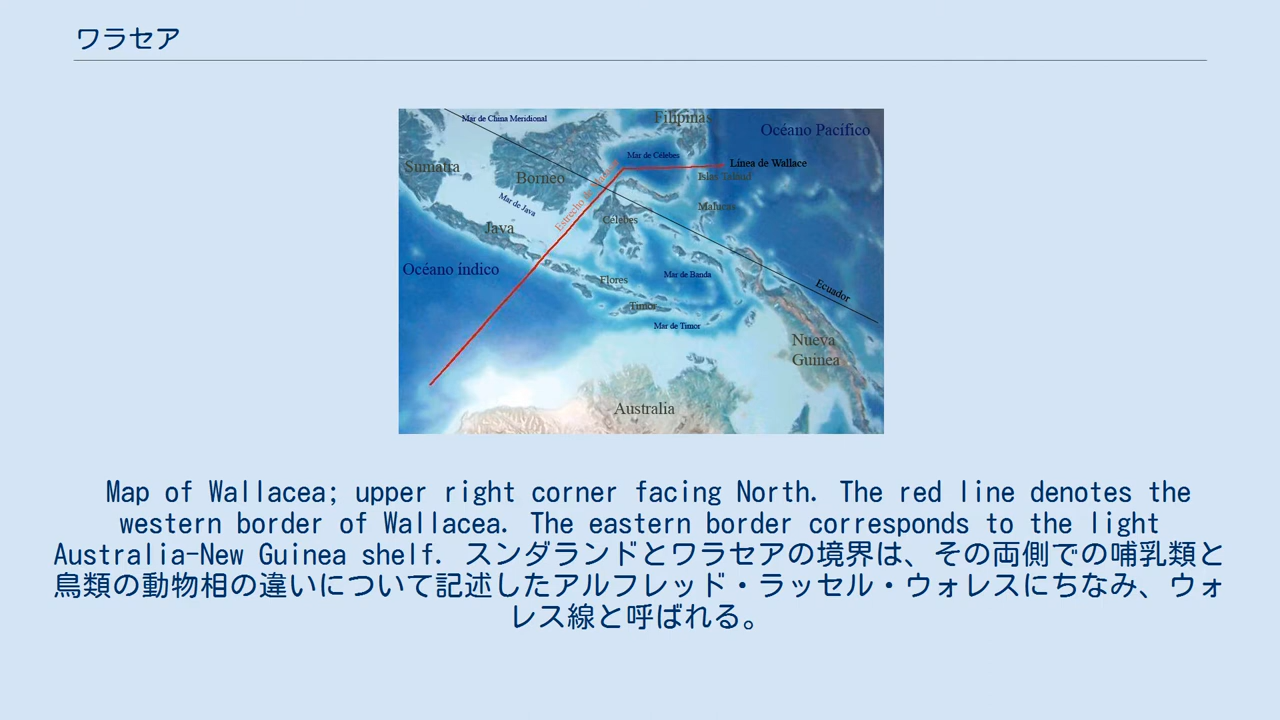 ワラセア
Mar de China Meridional
Filipinas
Océano Pacífico
Mar de Célebes
Línea de Wallace
Sumatra
Borneo
Islas Talaud
Estrecho de
Mar de Java
Malucas
Java
Célebes
Océano índico
Flores
Mar de Banda
Ecuador
Timor
Mar de Timor
Nueva
Guinea
Australia
Map of Wallacea; upper right corner facing North. The red line denotes the
western border of Wallacea. The eastern border corresponds to the light
Australia-New Guinea shelf. スンダランドとワラセアの境界は、その両側での哺乳類と
鳥類の動物相の違いについて記述したアルフレッド・ラッセル・ウォレスにちなみ、ウォ
レス線と呼ばれる。